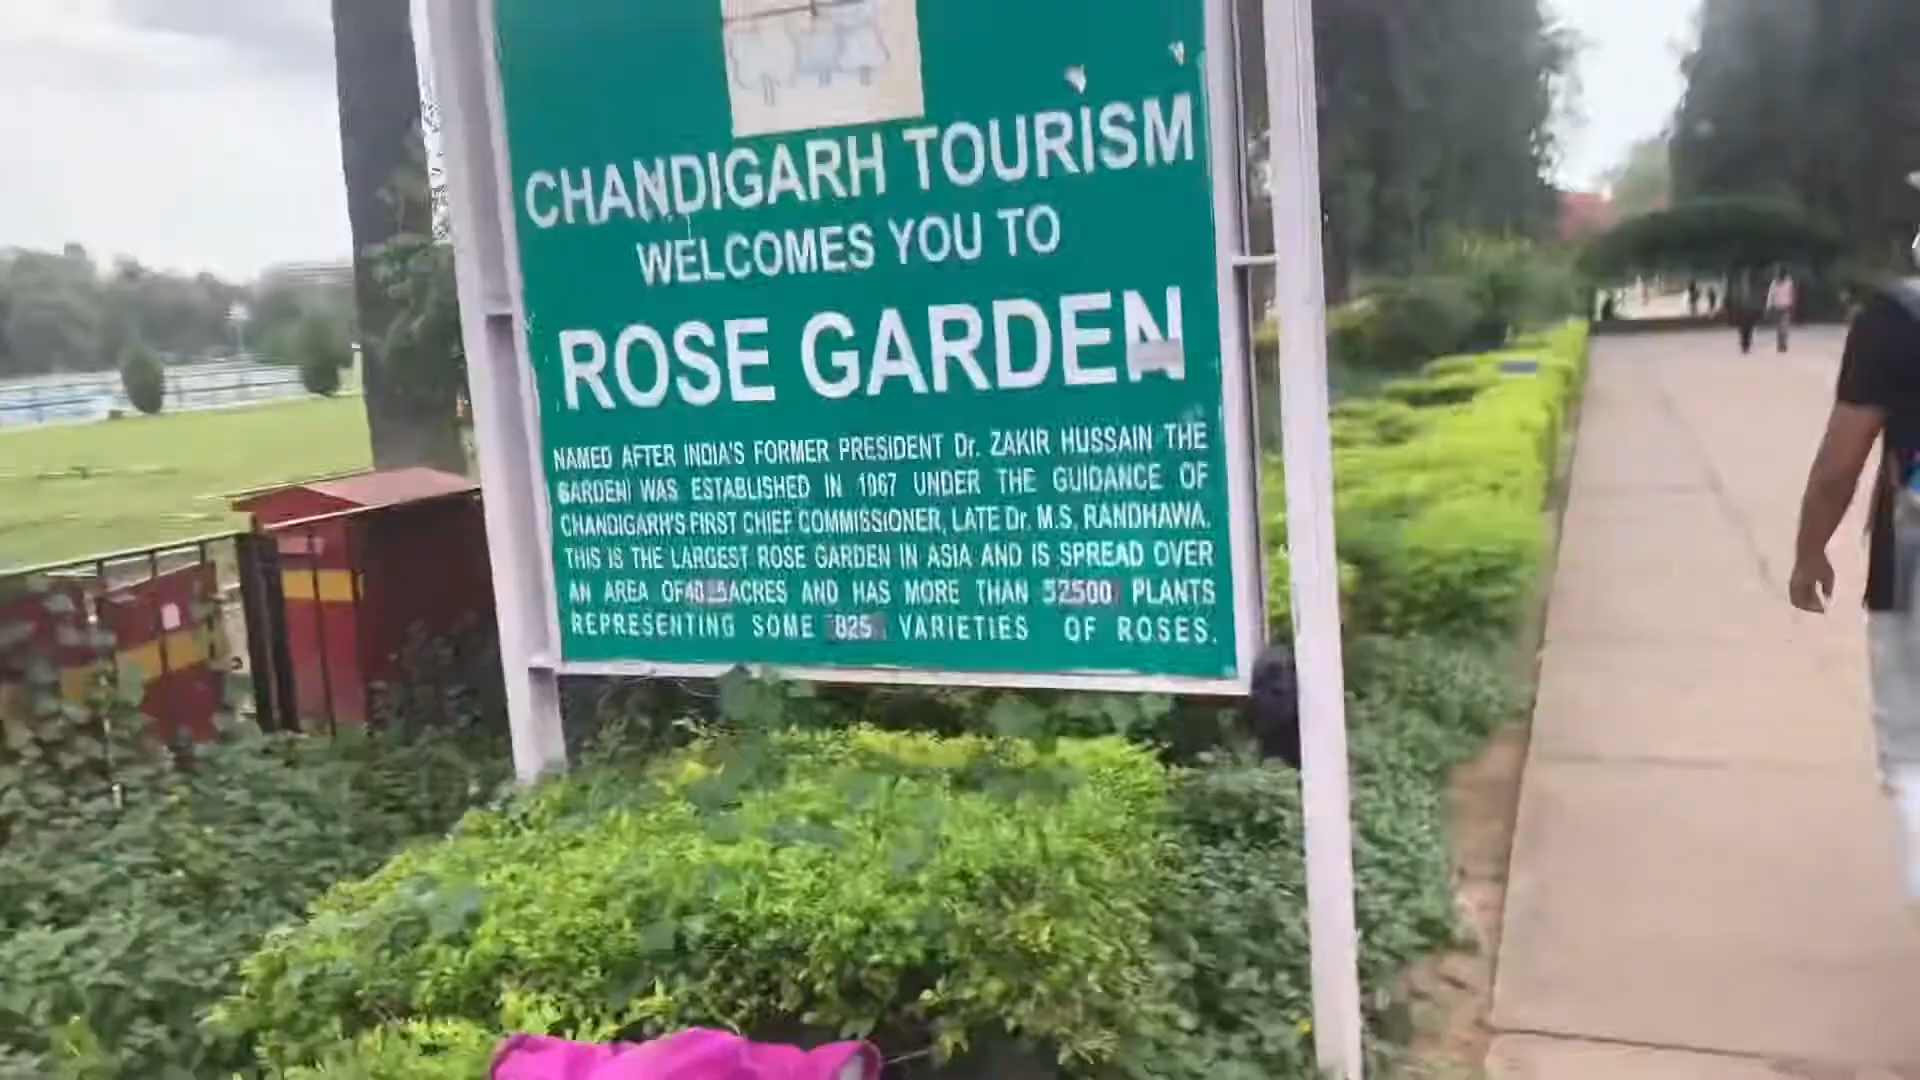 CHANDIGARH TOURISM
WELCOMES YOU TO
ROSE GARDEN
NAMED AFTER INDIA'S FORMER PRESIDENT Dr. ZAKIR HUSSAIN THE
GARDEN WAS ESTABLISHED IN 1967 UNDER THE GUIDANCE OF
CHANDIGARH'S FIRST CHIEF COMMISSIONER, LATE Dr. M.S. RANDHAWA.
THIS IS THE LARGEST ROSE GARDEN IN ASIA AND IS SPREAD OVER
AN AREA OF ACRES AND HAS MORE THAN 32500 PLANTS
REPRESENTING SOME 825 VARIETIES OF ROSES.